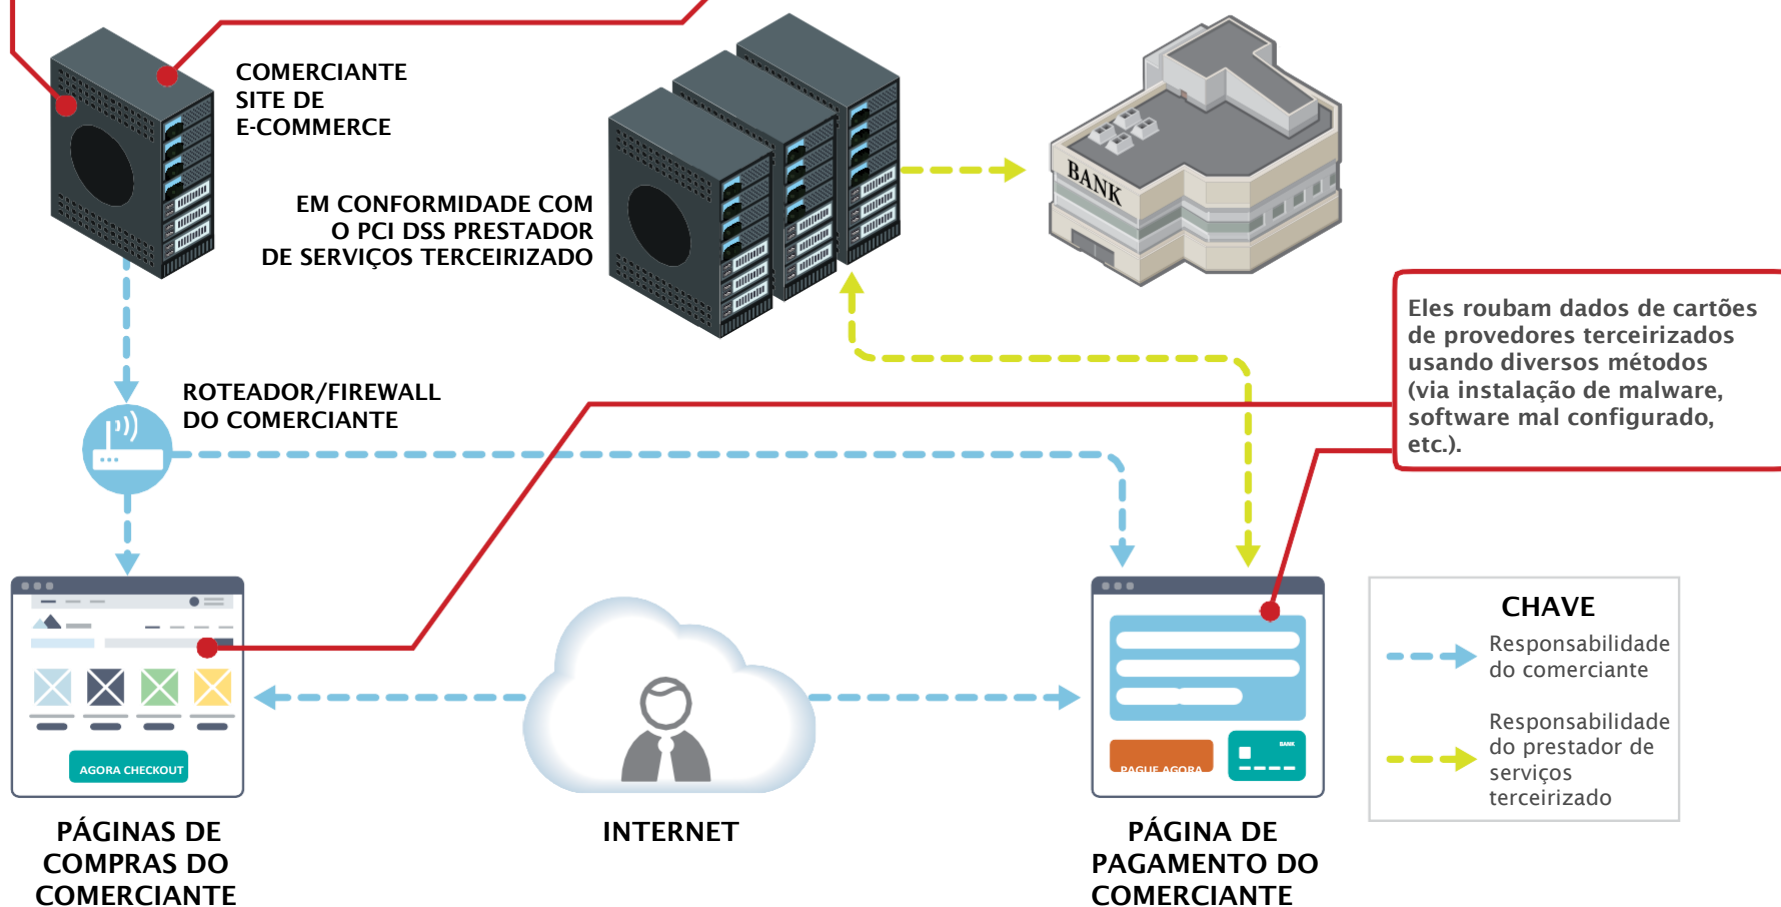 COMERCIANTE
SITE DE
E-COMMERCE
EM CONFORMIDADE COM
O PCI DSS PRESTADOR
DE SERVIÇOS TERCEIRIZADO
BANK
Eles roubam dados de cartões
de provedores terceirizados
usando diversos métodos
(via instalação de malware,
software mal configurado,
etc.).
ROTEADOR/FIREWALL
DO COMERCIANTE
CHAVE
Responsabilidade
do comerciante
Responsabilidade
do prestador de
serviços
terceirizado
AGORA CHECKOUT
PAGUE AGORA
BANK
PÁGINAS DE
COMPRAS DO
COMERCIANTE
INTERNET
PÁGINA DE
PAGAMENTO DO
COMERCIANTE